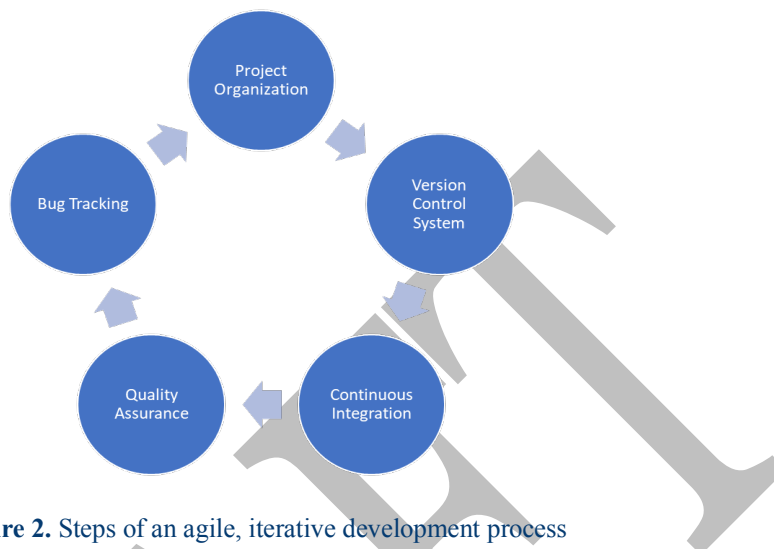 Project
Organization
Version
Control
System
Bug Tracking
Quality
Assurance
Continuous
Integration
re 2. Steps of an agile, iterative development process